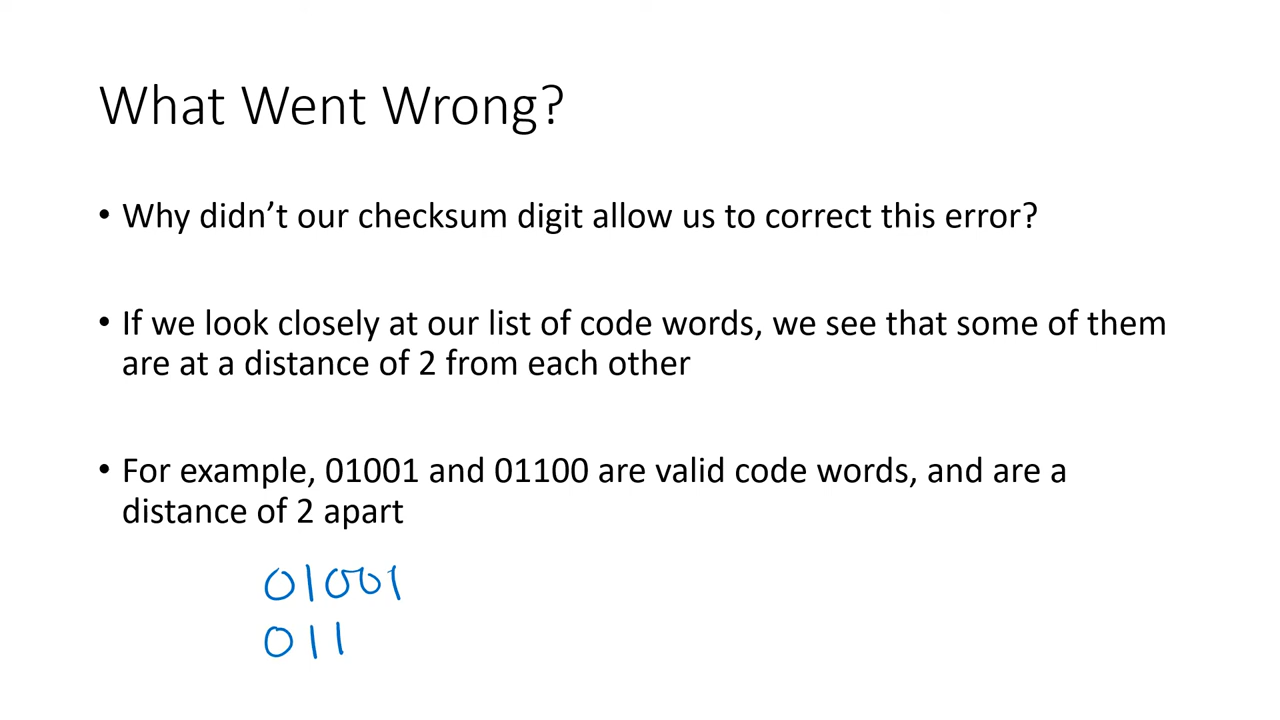 What Went Wrong?
• Why didn’t our checksum digit allow us to correct this error?
• If we look closely at our list of code words, we see that some of them
are at a distance of 2 from each other
• For example, 01001 and 01100 are valid code words, and are a
distance of 2 apart
01001
011